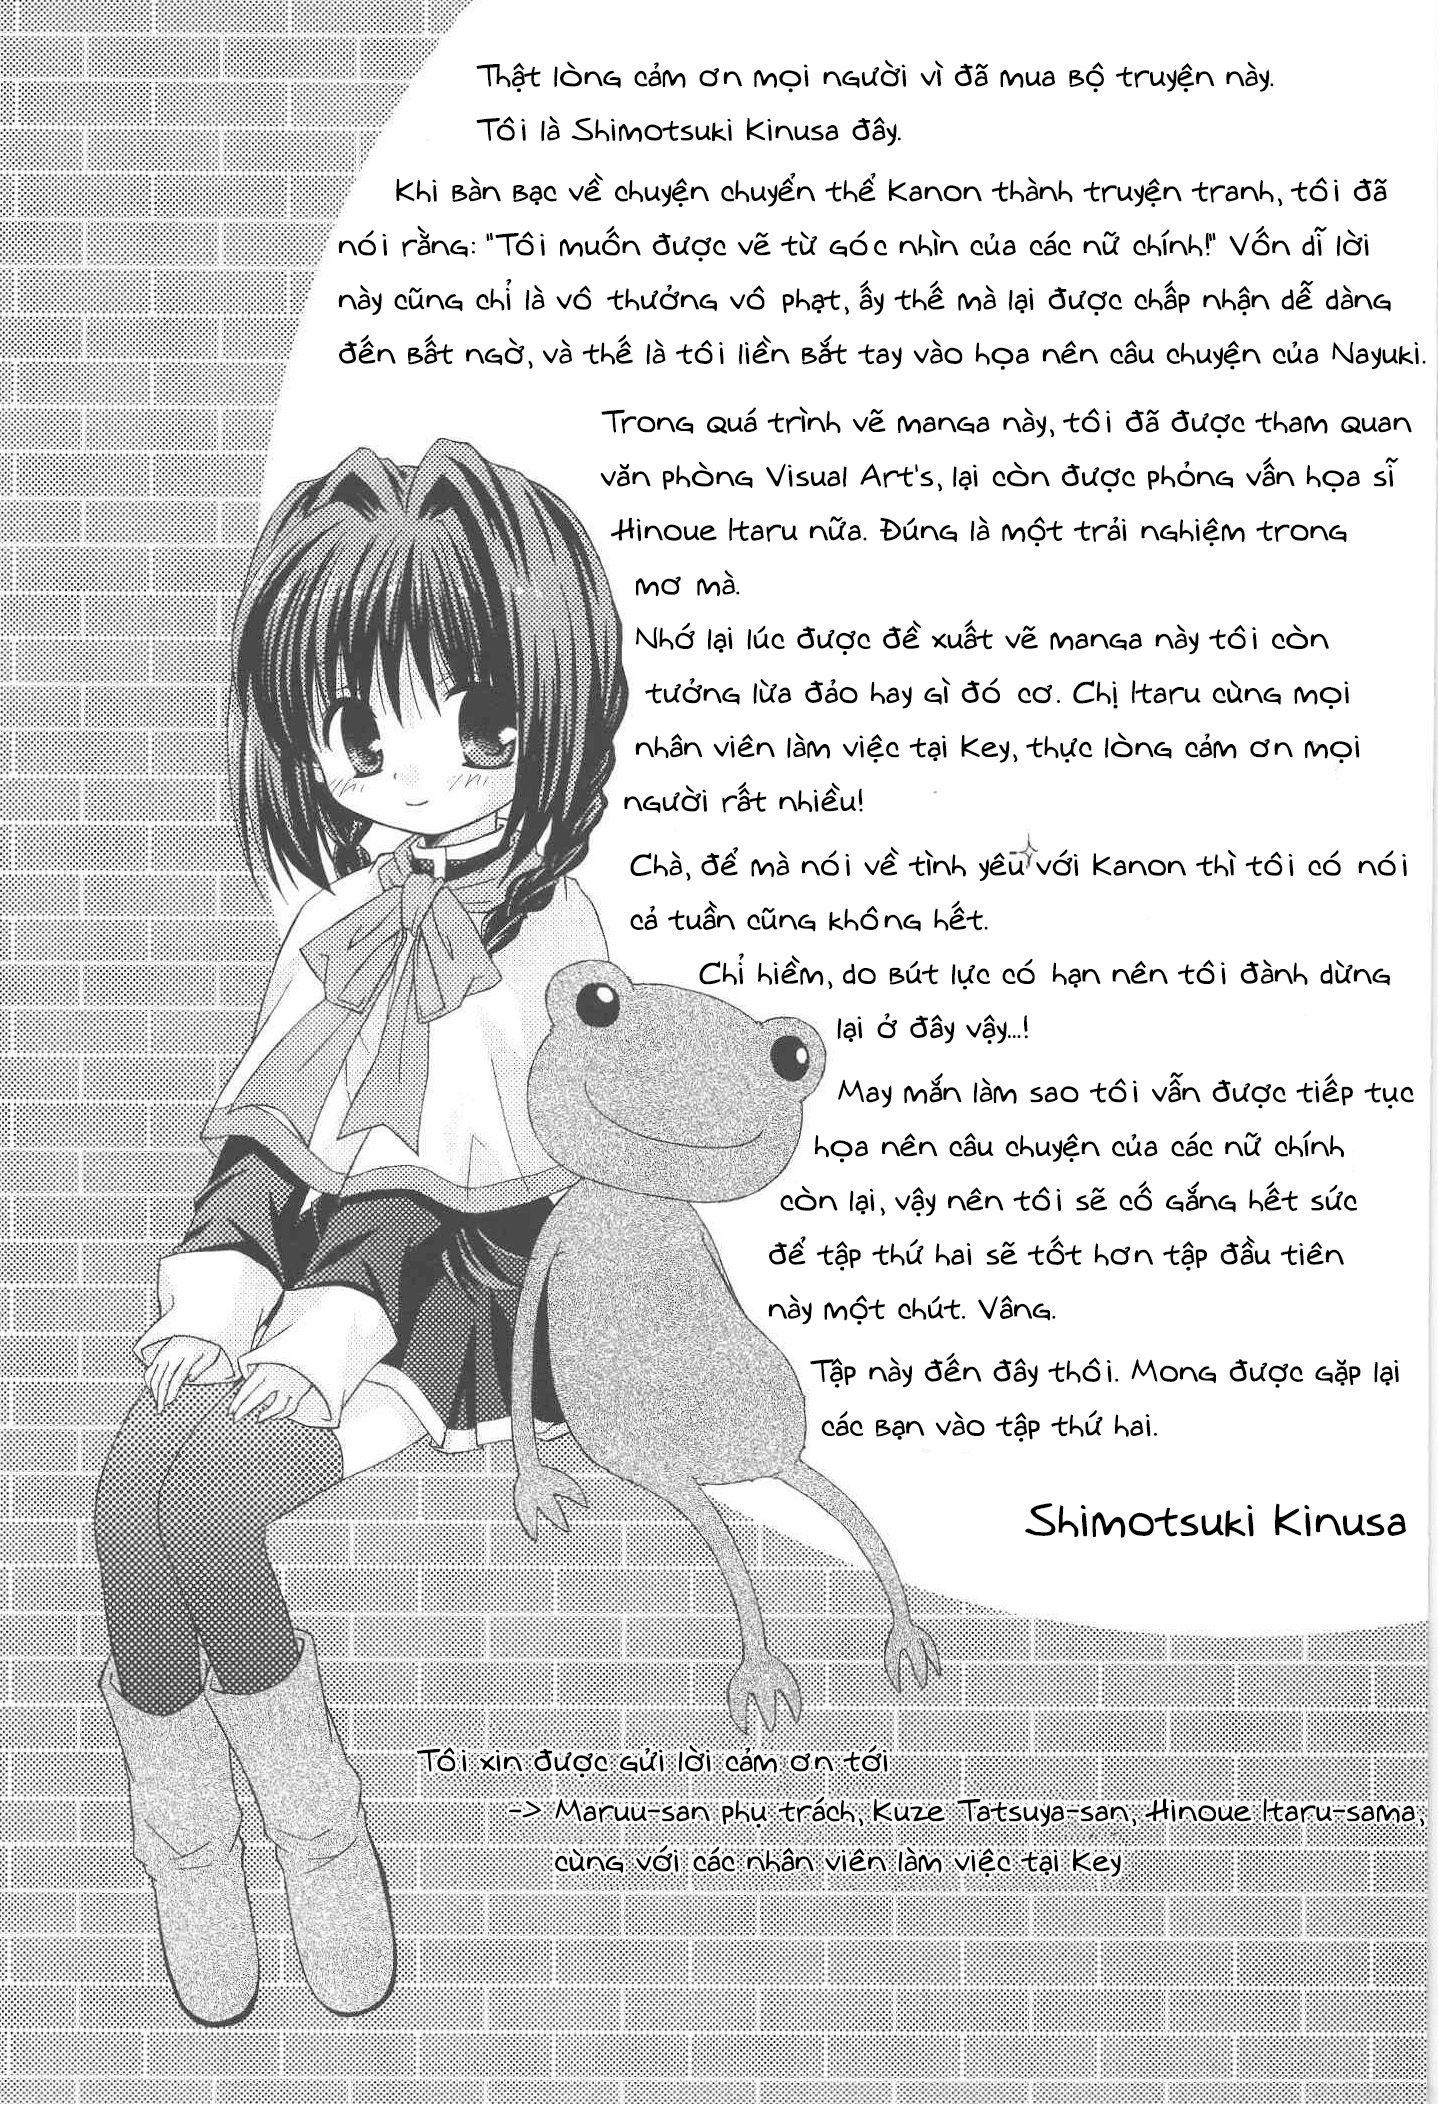 Thật lòng cảm ơn mọi người vì đã mua bộ truyện này.
Tôi là Shimotsuki Kinusa đây.
Khi bàn bạc về chuyện chuyển thể Kanon thành truyện tranh, tôi đã
nói rằng: "Tôi muốn được vẽ từ góc nhìn của các nữ chính!" Vốn dĩ lời
này cũng chỉ là vô thưởng vô phạt, ấy thế mà lại được chấp nhận dễ dàng
đến bất ngờ, và thế là tôi liền bắt tay vào họa nên câu chuyện của Nayuki.
Trong quá trình vẽ manga này, tôi đã được tham quan
văn phòng Visual Art's, lại còn được phỏng vấn họa sĩ
Hinoue Itaru nữa. Đúng là một trải nghiệm trong
mơ mà.
Nhớ lại lúc được đề xuất vẽ manga này tôi còn
tưởng lừa đảo hay gì đó cơ. Chị Itaru cùng mọi
nhân viên làm việc tại Key, thực lòng cảm ơn mọi
người rất nhiều!
Chà, để mà nói về tình yêu với Kanon thì tôi có nói
cả tuần cũng không hết.
Chỉ hiềm, do bút lực có hạn nên tôi đành dừng
lại ở đây vậy...!
May mắn làm sao tôi vẫn được tiếp tục
họa nên câu chuyện của các nữ chính
còn lại, vậy nên tôi sẽ cố gắng hết sức
để tập thứ hai sẽ tốt hơn tập đầu tiên
này một chút. Vâng.
Tập này đến đây thôi. Mong được gặp lại
các bạn vào tập thứ hai.
Shimotsuki Kinusa
Tôi xin được gửi lời cảm ơn tới
-> Maruu-san phụ trách, Kuze Tatsuya-san, Hinoue Itaru-sama,
cùng với các nhân viên làm việc tại Key